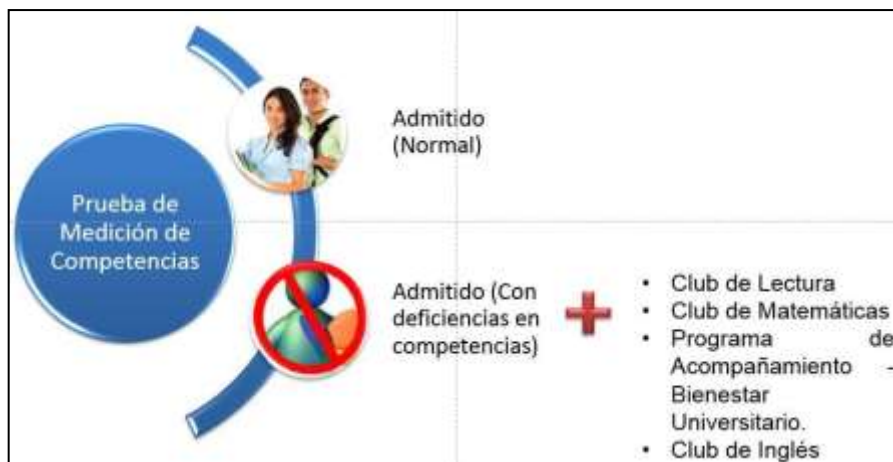 Prueba de
Medición de
Competencias
Admitido
(Normal)
Admitido (Con
deficiencias en
competencias)
• Club de Lectura
• Club de Matemáticas
• Programa de
Acompañamiento -
Bienestar
Universitario.
• Club de Inglés